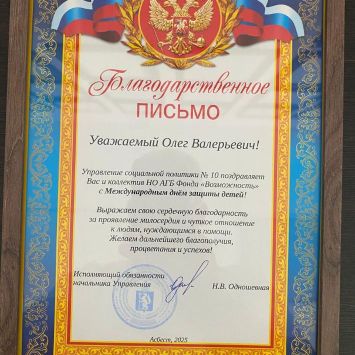 Благодарственное
ПИСЬМО
Уважаемый Олег Валерьевич!
Управление социальной политики № 10 поздравляет
Вас и коллектив НО АГБ Фонда «Возможность»
с Международным днём защиты детей!
Выражаем свою сердечную благодарность
за проявление милосердия и чуткое отношение
к людям, нуждающимся в помощи.
Желаем дальнейшего благополучия,
процветания и успехов!
Исполняющий обязанности
начальника Управления
Н.В. Одношевная
Асбест, 2025